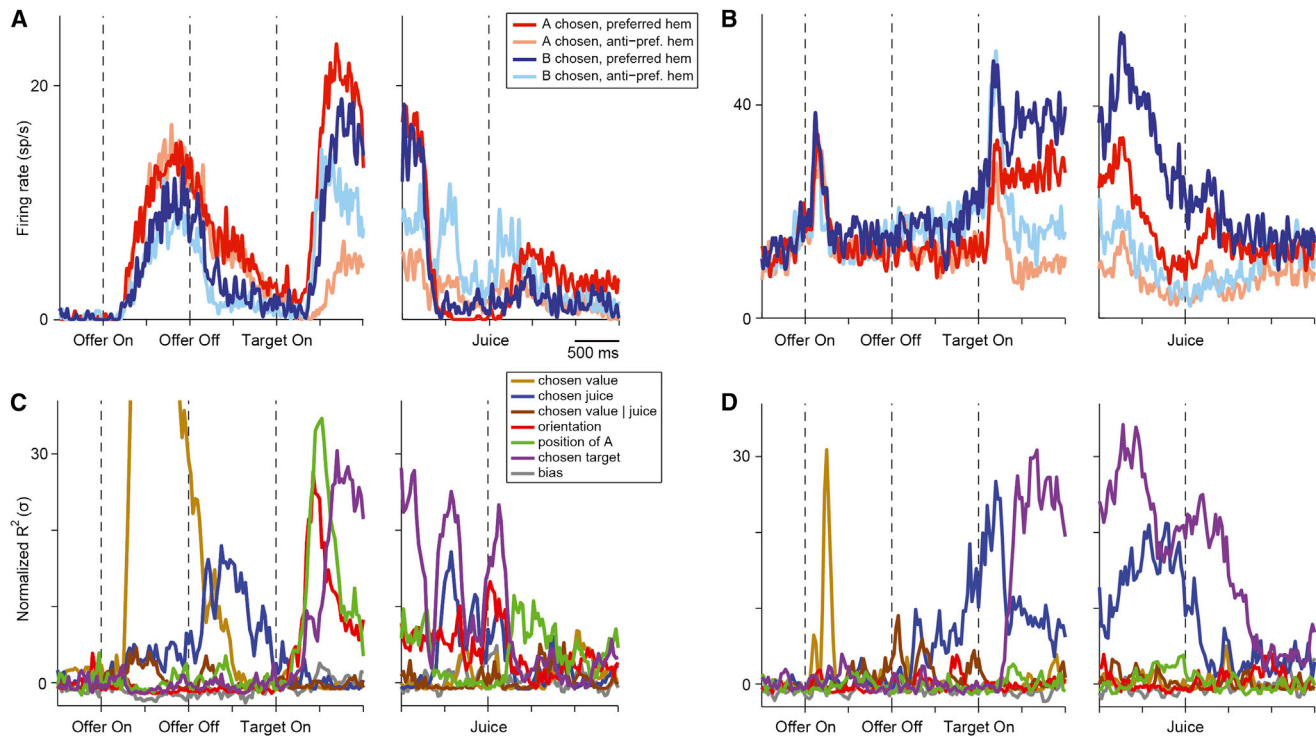 A
B
A chosen, preferred hem
A chosen, anti−pref. hem
B chosen, preferred hem
B chosen, anti−pref. hem
Firing rate (sp/s)
20
0
40
0
Offer On
Offer Off
Target On
Juice
500 ms
Offer On
Offer Off
Target On
Juice
C
D
chosen value
chosen juice
chosen value | juice
orientation
position of A
chosen target
bias
Normalized R² (σ)
30
0
30
0
Offer On
Offer Off
Target On
Juice
Offer On
Offer Off
Target On
Juice